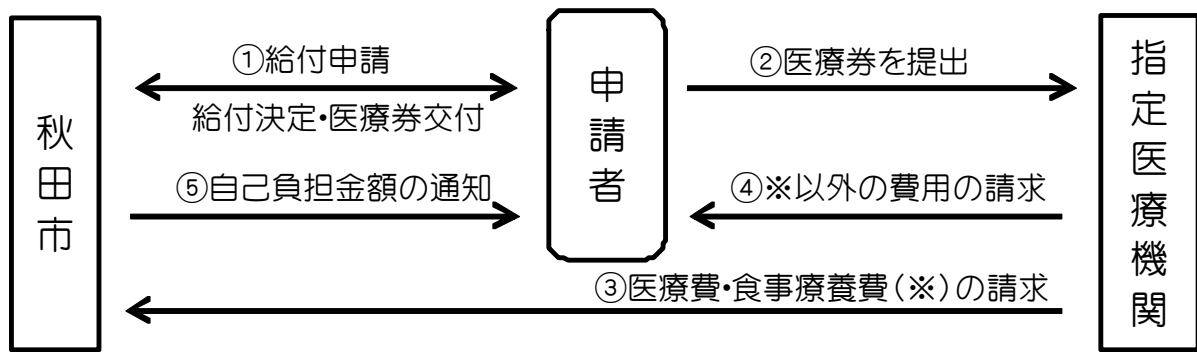 秋田市
①給付申請
給付決定・医療券交付
⑤自己負担金額の通知
申請者
②医療券を提出
④※以外の費用の請求
③医療費・食事療養費(※)の請求
指定医療機関